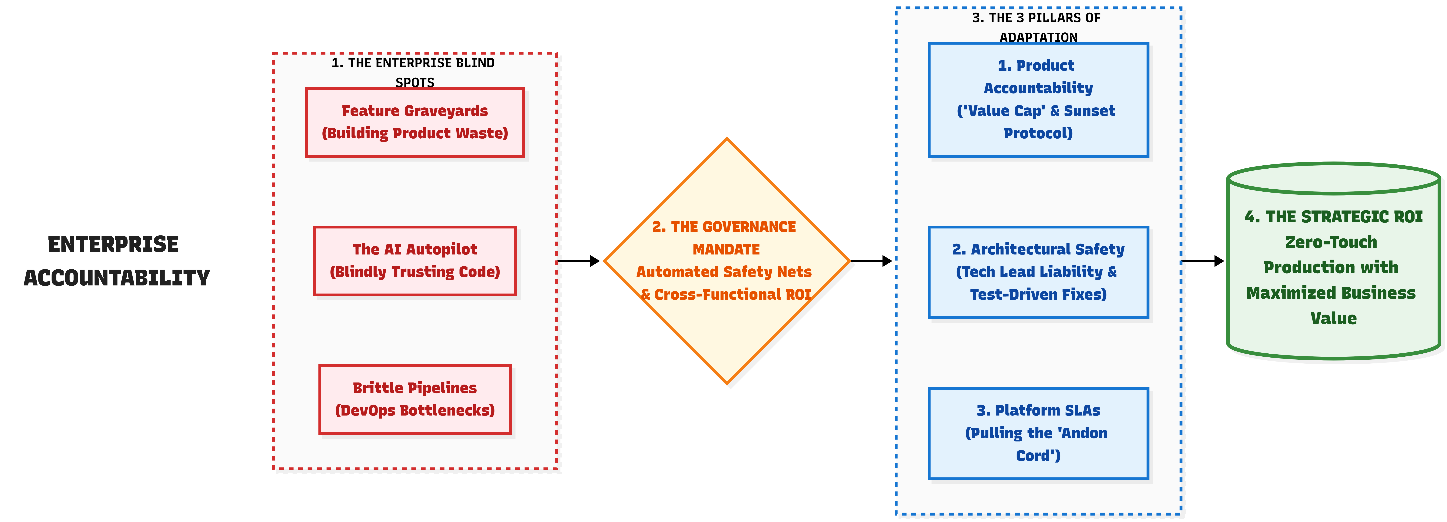 ENTERPRISE
ACCOUNTABILITY
1. THE ENTERPRISE BLIND
SPOTS
Feature Graveyards
(Building Product Waste)
The AI Autopilot
(Blindly Trusting Code)
Brittle Pipelines
(DevOps Bottlenecks)
2. THE GOVERNANCE
MANDATE
Automated Safety Nets
& Cross-Functional ROI
3. THE 3 PILLARS OF
ADAPTATION
1. Product
Accountability
('Value Cap' & Sunset
Protocol)
2. Architectural Safety
(Tech Lead Liability &
Test-Driven Fixes)
3. Platform SLAs
(Pulling the 'Andon
Cord')
4. THE STRATEGIC ROI
Zero-Touch
Production with
Maximized Business
Value